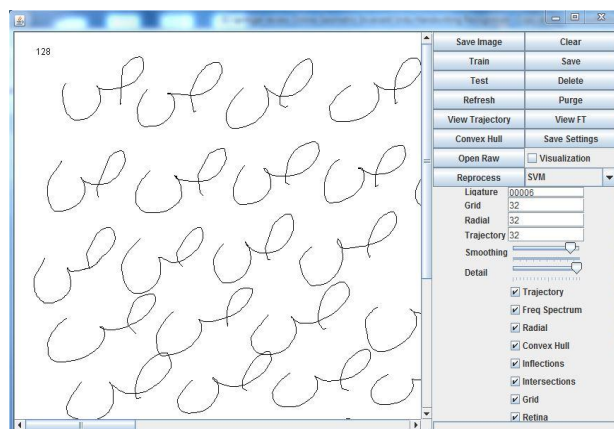 128
Save Image Clear
Train Save
Test Delete
Refresh Purge
View Trajectory View FT
Convex Hull Save Settings
Open Raw Visualization
Reprocess SVM
Ligature 00006
Grid 32
Radial 32
Trajectory 32
Smoothing
Detail
Trajectory
Freq Spectrum
Radial
Convex Hull
Inflections
Intersections
Grid
Retina